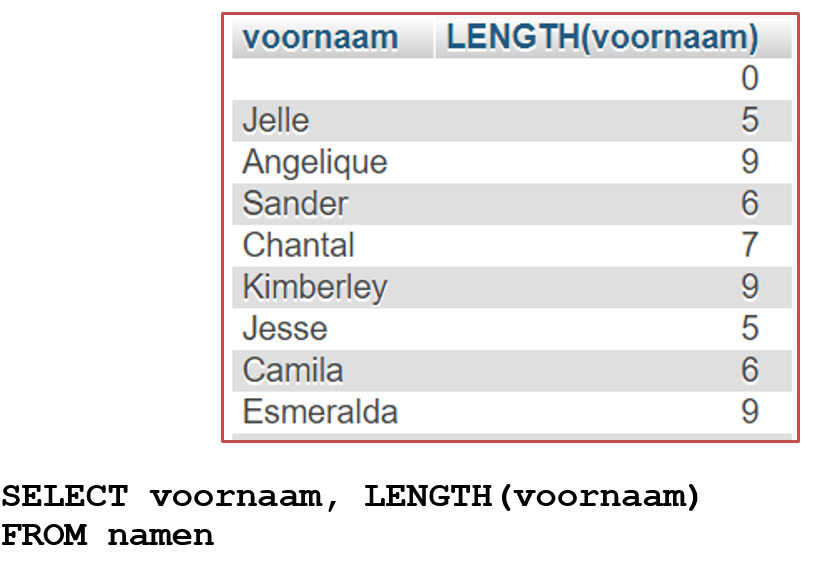 voornaam LENGTH(voornaam)
0
Jelle 5
Angelique 9
Sander 6
Chantal 7
Kimberley 9
Jesse 5
Camila 6
Esmeralda 9
SELECT voornaam, LENGTH(voornaam)
FROM namen